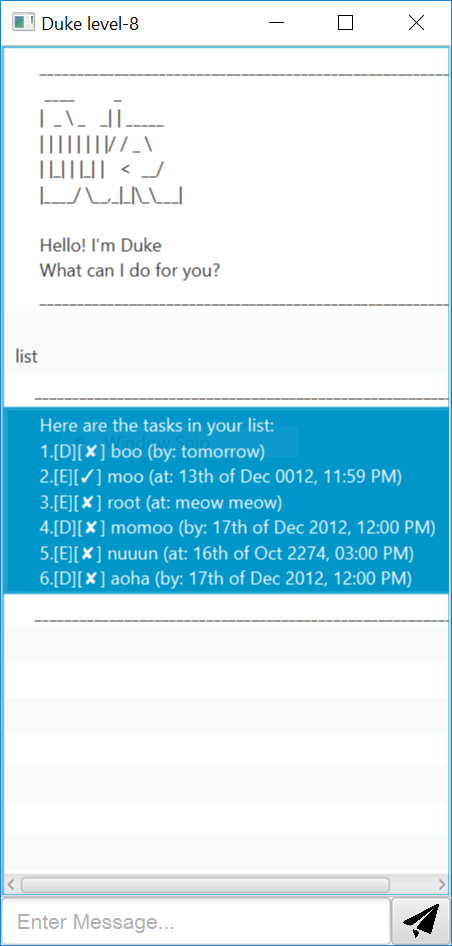 Duke level-8
____________________________________________________________
 ____        _
|  _ \ _   _| | _____
| | | | | | | |/ / _ \
| |_| | |_| |   <  __/
|____/ \__,_|_|\_\___|
Hello! I'm Duke
What can I do for you?
____________________________________________________________
list
____________________________________________________________
Here are the tasks in your list:
Window Snip
1.[D][✘] boo (by: tomorrow)
2.[E][✓] moo (at: 13th of Dec 0012, 11:59 PM)
3.[E][✘] root (at: meow meow)
4.[D][✘] momoo (by: 17th of Dec 2012, 12:00 PM)
5.[E][✘] nuuun (at: 16th of Oct 2274, 03:00 PM)
6.[D][✘] aoha (by: 17th of Dec 2012, 12:00 PM)
____________________________________________________________
Enter Message...